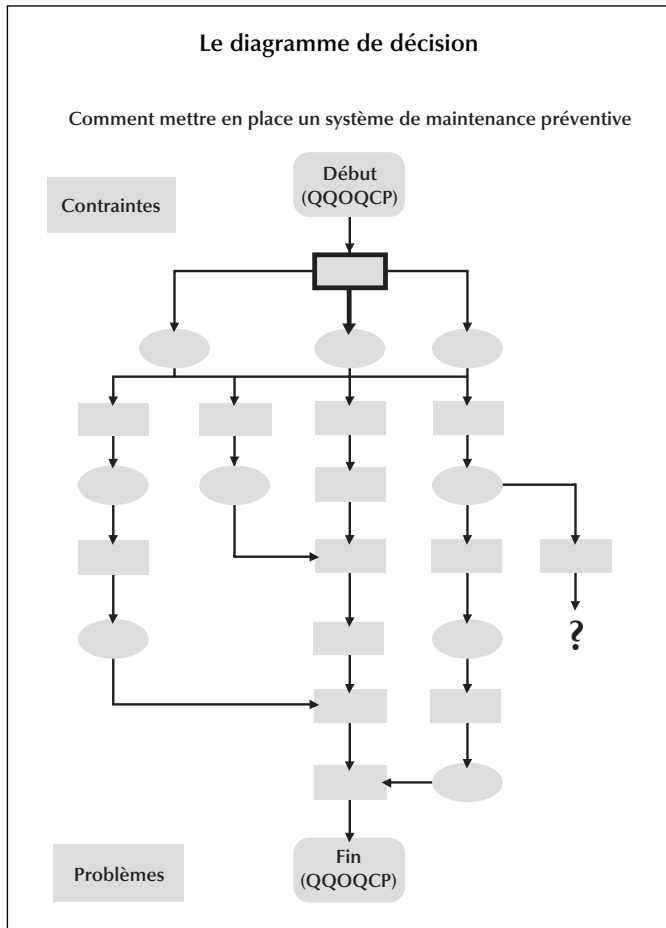 Le diagramme de décision
Comment mettre en place un système de maintenance préventive
Début
(QQOQCP)
Contraintes
?
Fin
(QQOQCP)
Problèmes